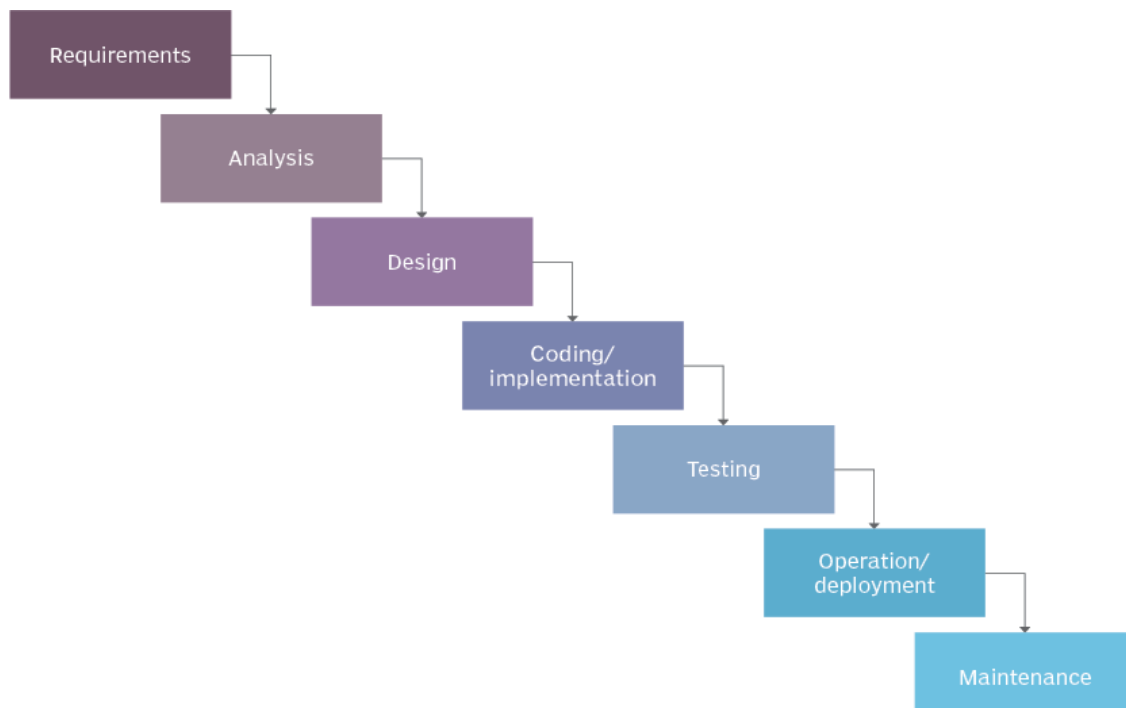 Requirements
Analysis
Design
Coding/
implementation
Testing
Operation/
deployment
Maintenance